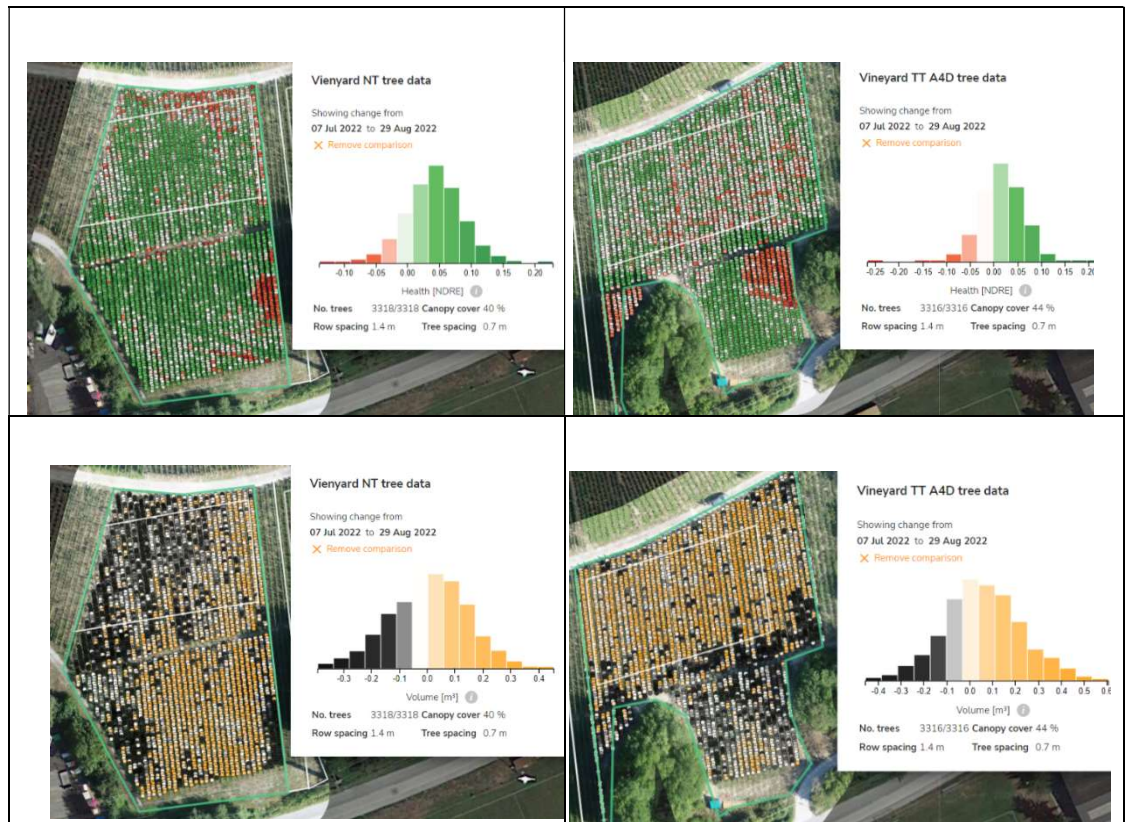 Vienyard NT tree data
Showing change from
07 Jul 2022 to 29 Aug 2022
Remove comparison
-0.10 -0.05 0.00 0.05 0.10 0.15 0.20
Health [NDRE] i
No. trees 3318/3318 Canopy cover 40 %
Row spacing 1.4 m Tree spacing 0.7 m
Vineyard TT A4D tree data
Showing change from
07 Jul 2022 to 29 Aug 2022
Remove comparison
-0.25 -0.20 -0.15 -0.10 -0.05 0.00 0.05 0.10 0.15 0.20
Health [NDRE] i
No. trees 3316/3316 Canopy cover 44 %
Row spacing 1.4 m Tree spacing 0.7 m
Vienyard NT tree data
Showing change from
07 Jul 2022 to 29 Aug 2022
Remove comparison
-0.3 -0.2 -0.1 0.0 0.1 0.2 0.3 0.4
Volume [m³] i
No. trees 3318/3318 Canopy cover 40 %
Row spacing 1.4 m Tree spacing 0.7 m
Vineyard TT A4D tree data
Showing change from
07 Jul 2022 to 29 Aug 2022
Remove comparison
-0.4 -0.3 -0.2 -0.1 0.0 0.1 0.2 0.3 0.4 0.5 0.6
Volume [m³] i
No. trees 3316/3316 Canopy cover 44 %
Row spacing 1.4 m Tree spacing 0.7 m